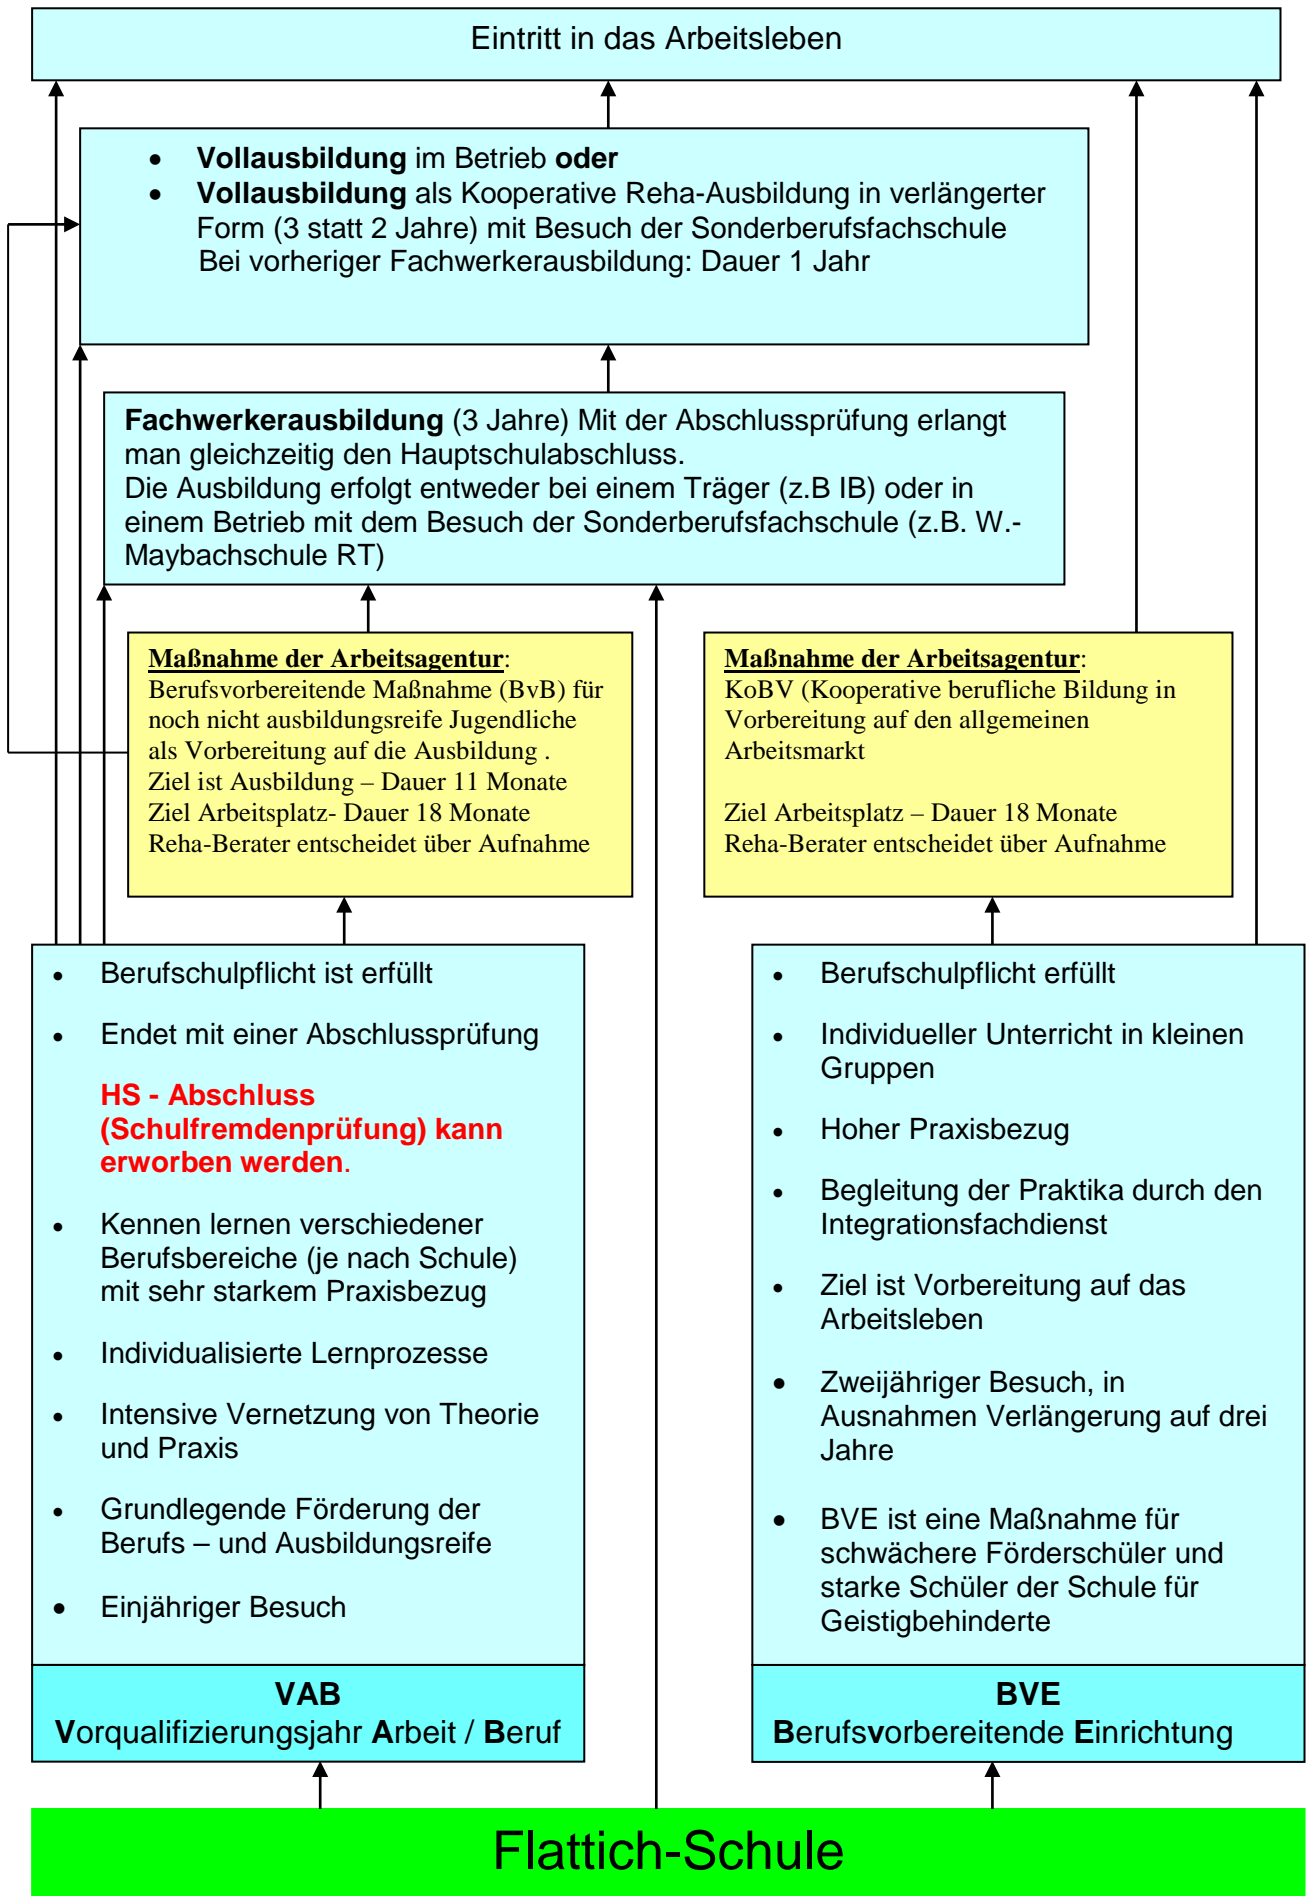 Eintritt in das Arbeitsleben
• Vollausbildung im Betrieb oder
• Vollausbildung als Kooperative Reha-Ausbildung in verlängerter
Form (3 statt 2 Jahre) mit Besuch der Sonderberufsfachschule
Bei vorheriger Fachwerkerausbildung: Dauer 1 Jahr
Fachwerkerausbildung (3 Jahre) Mit der Abschlussprüfung erlangt
man gleichzeitig den Hauptschulabschluss.
Die Ausbildung erfolgt entweder bei einem Träger (z.B IB) oder in
einem Betrieb mit dem Besuch der Sonderberufsfachschule (z.B. W.-
Maybachschule RT)
Maßnahme der Arbeitsagentur:
Berufsvorbereitende Maßnahme (BvB) für
noch nicht ausbildungsreife Jugendliche
als Vorbereitung auf die Ausbildung .
Ziel ist Ausbildung – Dauer 11 Monate
Ziel Arbeitsplatz- Dauer 18 Monate
Reha-Berater entscheidet über Aufnahme
Maßnahme der Arbeitsagentur:
KoBV (Kooperative berufliche Bildung in
Vorbereitung auf den allgemeinen
Arbeitsmarkt
Ziel Arbeitsplatz – Dauer 18 Monate
Reha-Berater entscheidet über Aufnahme
• Berufschulpflicht ist erfüllt
• Endet mit einer Abschlussprüfung
HS - Abschluss
(Schulfremdenprüfung) kann
erworben werden.
• Kennen lernen verschiedener
Berufsbereiche (je nach Schule)
mit sehr starkem Praxisbezug
• Individualisierte Lernprozesse
• Intensive Vernetzung von Theorie
und Praxis
• Grundlegende Förderung der
Berufs – und Ausbildungsreife
• Einjähriger Besuch
VAB
Vorqualifizierungsjahr Arbeit / Beruf
• Berufschulpflicht erfüllt
• Individueller Unterricht in kleinen
Gruppen
• Hoher Praxisbezug
• Begleitung der Praktika durch den
Integrationsfachdienst
• Ziel ist Vorbereitung auf das
Arbeitsleben
• Zweijähriger Besuch, in
Ausnahmen Verlängerung auf drei
Jahre
• BVE ist eine Maßnahme für
schwächere Förderschüler und
starke Schüler der Schule für
Geistigbehinderte
BVE
Berufsvorbereitende Einrichtung
Flattich-Schule